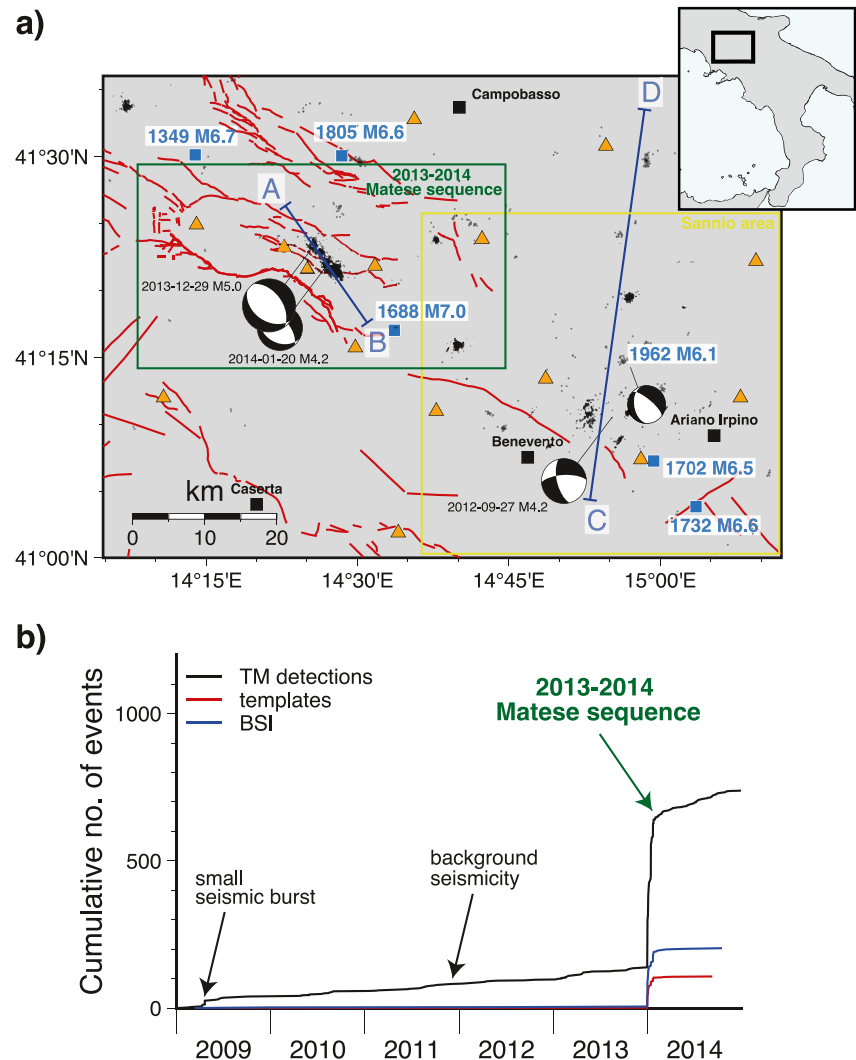 a)
Campobasso
D
1349 M6.7
1805 M6.6
41°30'N
2013-2014
Matese sequence
A
Sannio area
2013-12-29 M5.0
1688 M7.0
B
2014-01-20 M4.2
41°15'N
1962 M6.1
Ariano Irpino
Benevento
1702 M6.5
km
Caserta
2012-09-27 M4.2
C
1732 M6.6
0 10 20
41°00'N
14°15'E 14°30'E 14°45'E 15°00'E
b)
TM detections
templates
BSI
2013-2014
Matese sequence
1000
500
0
Cumulative no. of events
small
seismic burst
background
seismicity
2009 2010 2011 2012 2013 2014